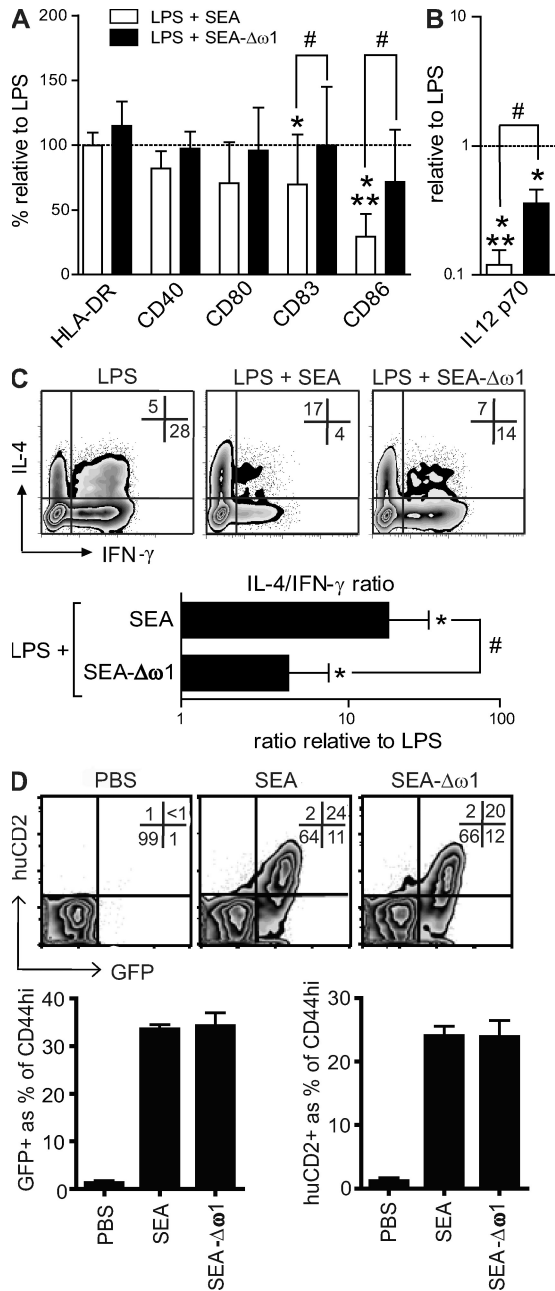 A
LPS + SEA
LPS + SEA-Δω1
% relative to LPS
200
150
100
50
0
#
#
*
*
**
HLA-DR
CD40
CD80
CD83
CD86
B
relative to LPS
10
1
0.1
#
*
*
**
IL12 p70
C
LPS
LPS + SEA
LPS + SEA-Δω1
5
28
17
4
7
14
IL-4
IFN-γ
IL-4/IFN-γ ratio
LPS +
SEA
SEA-Δω1
*
*
#
1
10
100
ratio relative to LPS
D
PBS
SEA
SEA-Δω1
1 <1
99 1
2 24
64 11
2 20
66 12
huCD2
GFP
GFP+ as % of CD44hi
40
30
20
10
0
PBS
SEA
SEA-Δω1
huCD2+ as % of CD44hi
30
20
10
0
PBS
SEA
SEA-Δω1